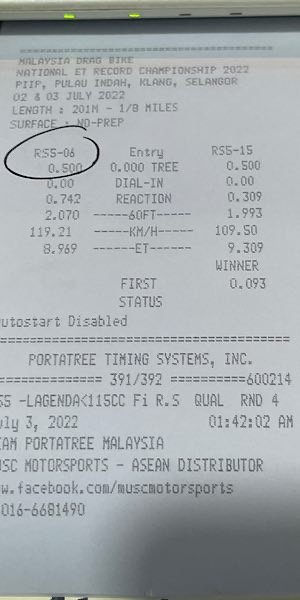 MALAYSIA DRAG BIKE
NATIONAL ET RECORD CHAMPIONSHIP 2022
PIIP, PULAU INDAH, KLANG, SELANGOR
02 & 03 JULY 2022
LENGTH : 201M - 1/8 MILES
SURFACE : NO-PREP
RS5-06 Entry RS5-15
0.500 0.000 TREE 0.500
0.00 DIAL-IN 0.00
0.742 REACTION 0.309
2.070 -----60FT----- 1.993
119.21 -----KM/H----- 109.50
8.969 ------ET------ 9.309
WINNER
FIRST 0.093
STATUS
utostart Disabled
PORTATREE TIMING SYSTEMS, INC.
========== 391/392 ==========600214
S5 -LAGENDA<115CC Fi R.S QUAL RND 4
uly 3, 2022 01:42:02 AM
EAM PORTATREE MALAYSIA
USC MOTORSPORTS - ASEAN DISTRIBUTOR
w.facebook.com/muscmotorsports
016-6681490